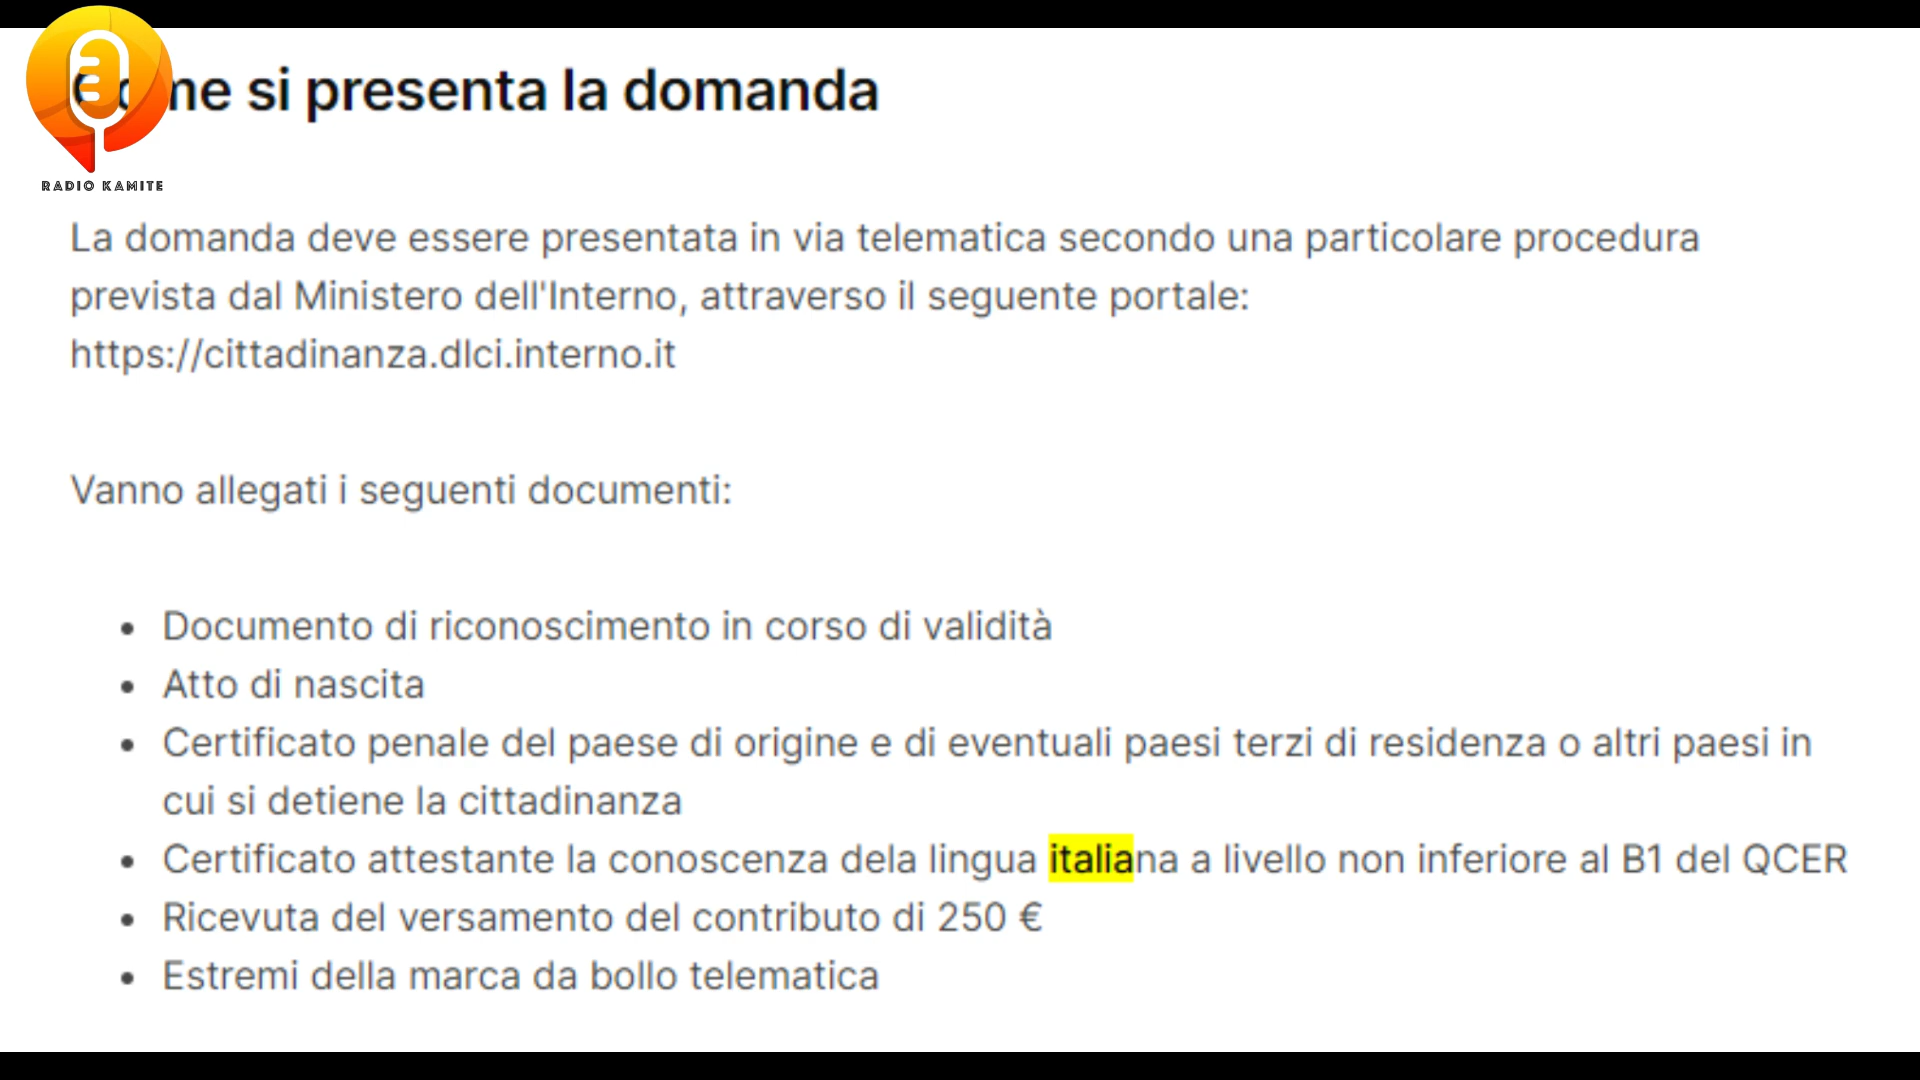 RADIO KAMITE
Come si presenta la domanda
La domanda deve essere presentata in via telematica secondo una particolare procedura
prevista dal Ministero dell'Interno, attraverso il seguente portale:
https://cittadinanza.dlci.interno.it
Vanno allegati i seguenti documenti:
• Documento di riconoscimento in corso di validità
• Atto di nascita
• Certificato penale del paese di origine e di eventuali paesi terzi di residenza o altri paesi in
cui si detiene la cittadinanza
• Certificato attestante la conoscenza dela lingua italiana a livello non inferiore al B1 del QCER
• Ricevuta del versamento del contributo di 250 €
• Estremi della marca da bollo telematica